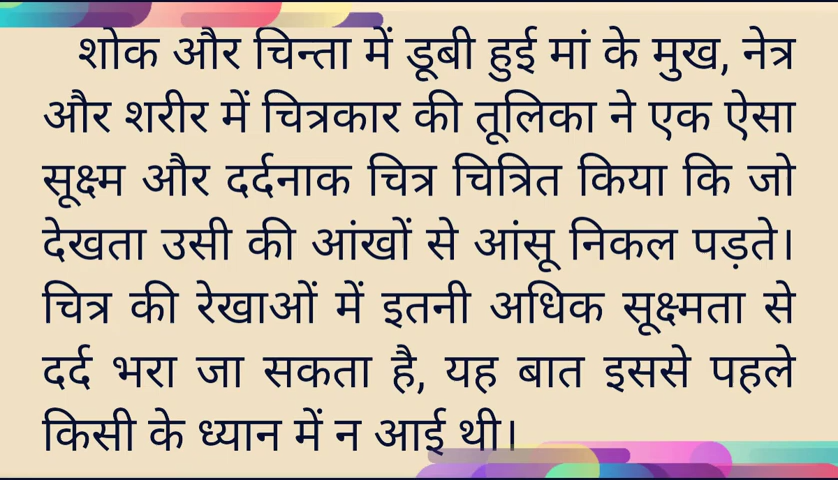 शोक और चिन्ता में डूबी हुई मां के मुख, नेत्र
और शरीर में चित्रकार की तूलिका ने एक ऐसा
सूक्ष्म और दर्दनाक चित्र चित्रित किया कि जो
देखता उसी की आंखों से आंसू निकल पड़ते।
चित्र की रेखाओं में इतनी अधिक सूक्ष्मता से
दर्द भरा जा सकता है, यह बात इससे पहले
किसी के ध्यान में न आई थी।